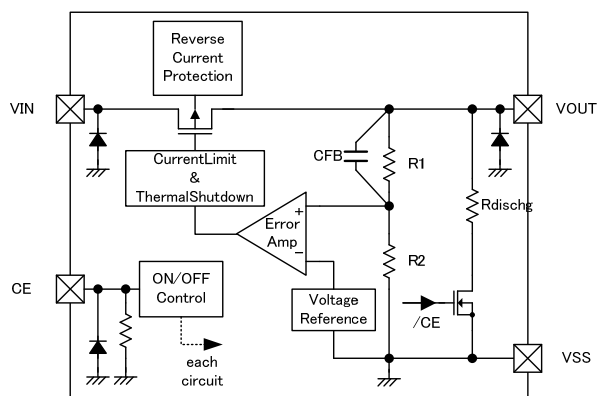 Reverse
Current
Protection
VIN
VOUT
CurrentLimit
&
ThermalShutdown
CFB
R1
Rdischg
+
Error
Amp
−
R2
CE
ON/OFF
Control
Voltage
Reference
/CE
each
circuit
VSS